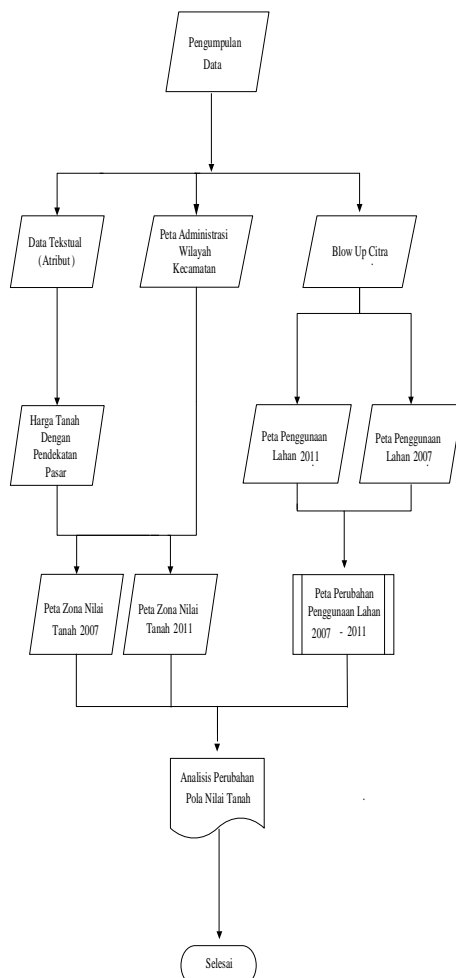 Pengumpulan
Data
Data Tekstual
(Atribut)
Peta Administrasi
Wilayah
Kecamatan
Blow Up Citra
Harga Tanah
Dengan
Pendekatan
Pasar
Peta Penggunaan
Lahan 2011
Peta Penggunaan
Lahan 2007
Peta Zona Nilai
Tanah 2007
Peta Zona Nilai
Tanah 2011
Peta Perubahan
Penggunaan Lahan
2007 - 2011
Analisis Perubahan
Pola Nilai Tanah
Selesai